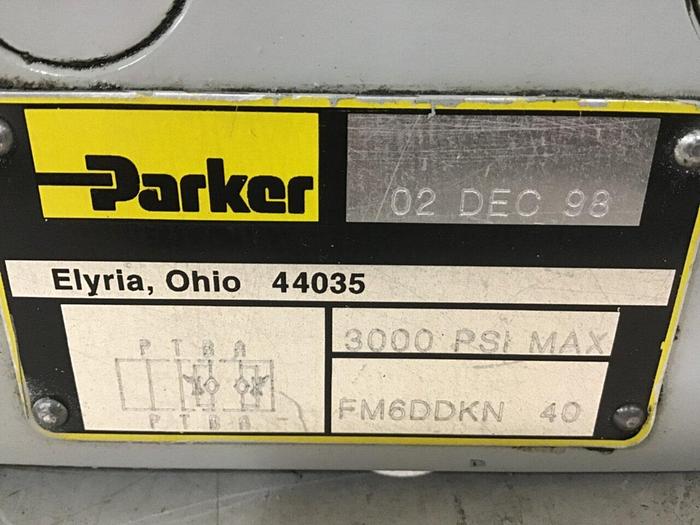 Parker
02 DEC 98
Elyria, Ohio 44035
P T B A
P T B A
3000 PSI MAX
FM6DDKN 40